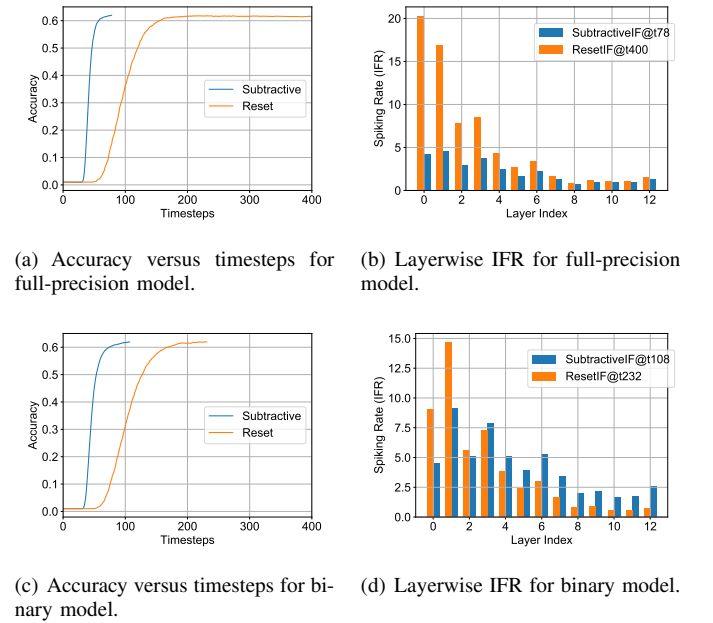 0.6
0.5
0.4
0.3
0.2
0.1
0.0
Accuracy
Subtractive
Reset
0 100 200 300 400
Timesteps
20
15
10
5
0
Spiking Rate (IFR)
SubtractiveIF@t78
ResetIF@t400
0 2 4 6 8 10 12
Layer Index
(a) Accuracy versus timesteps for
full-precision model.
(b) Layerwise IFR for full-precision
model.
0.6
0.5
0.4
0.3
0.2
0.1
0.0
Accuracy
Subtractive
Reset
0 100 200 300 400
Timesteps
15.0
12.5
10.0
7.5
5.0
2.5
0.0
Spiking Rate (IFR)
SubtractiveIF@t108
ResetIF@t232
0 2 4 6 8 10 12
Layer Index
(c) Accuracy versus timesteps for bi-
nary model.
(d) Layerwise IFR for binary model.